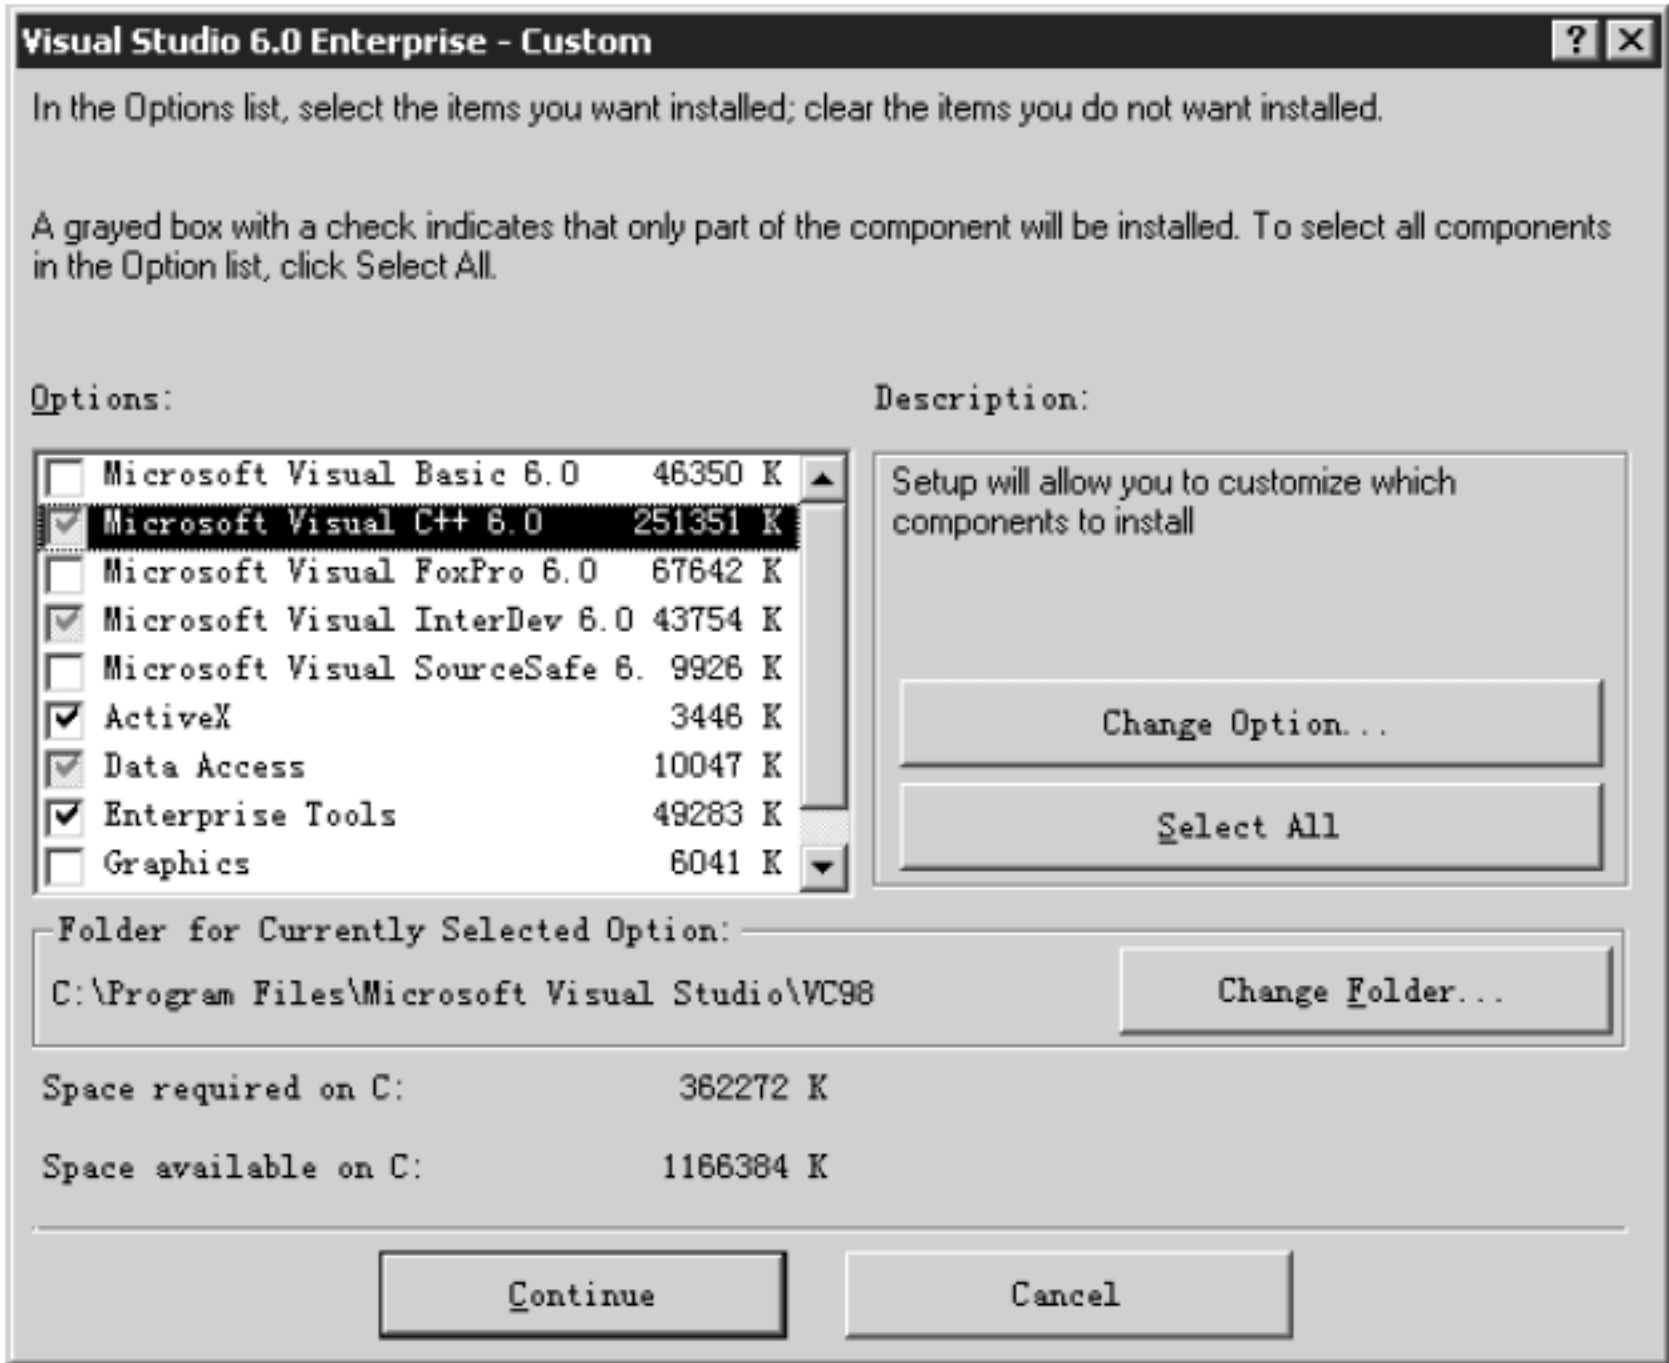 Visual Studio 6.0 Enterprise - Custom
In the Options list, select the items you want installed; clear the items you do not want installed.
A grayed box with a check indicates that only part of the component will be installed. To select all components
in the Option list, click Select All.
Options:
Microsoft Visual Basic 6.0 46350 K
Microsoft Visual C++ 6.0 251351 K
Microsoft Visual FoxPro 6.0 67642 K
Microsoft Visual InterDev 6.0 43754 K
Microsoft Visual SourceSafe 6. 9926 K
ActiveX 3446 K
Data Access 10047 K
Enterprise Tools 49283 K
Graphics 6041 K
Description:
Setup will allow you to customize which
components to install
Change Option...
Select All
Folder for Currently Selected Option:
C:\Program Files\Microsoft Visual Studio\VC98
Change Folder...
Space required on C: 362272 K
Space available on C: 1166384 K
Continue
Cancel